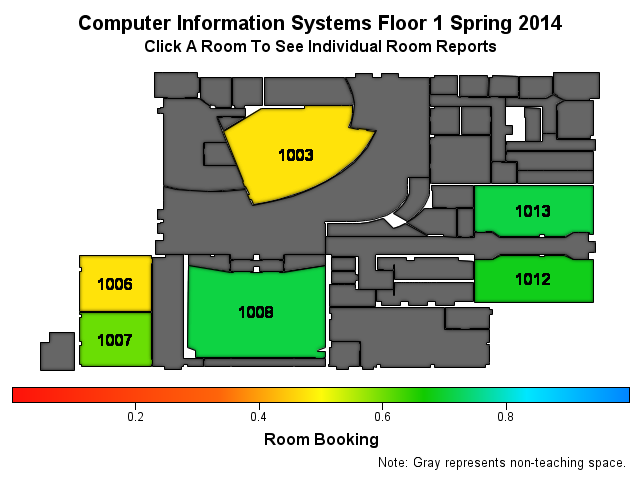 Computer Information Systems Floor 1 Spring 2014
Click A Room To See Individual Room Reports
1003
1013
1006
1012
1008
1007
0.2 0.4 0.6 0.8
Room Booking
Note: Gray represents non-teaching space.